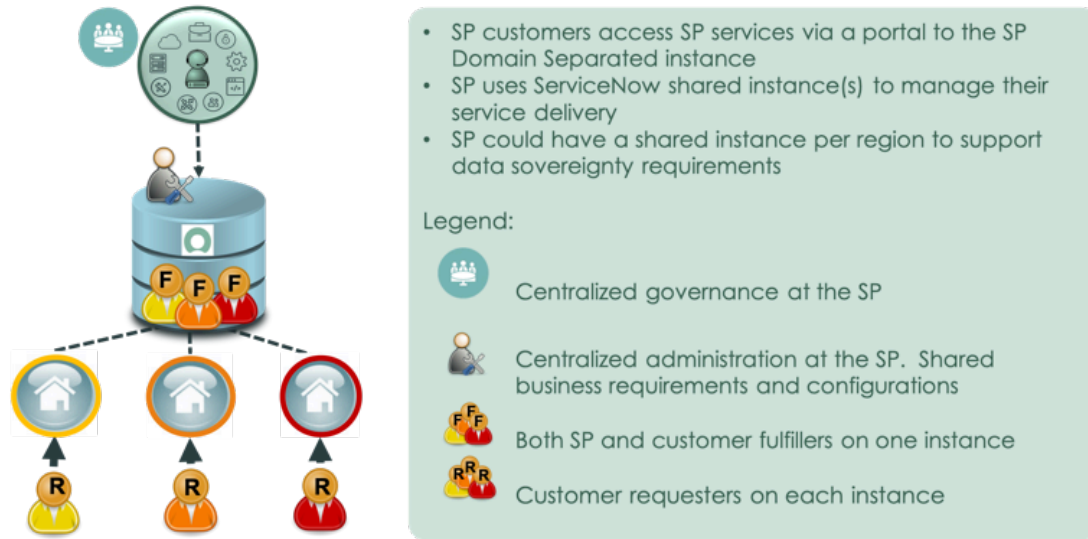 • SP customers access SP services via a portal to the SP
Domain Separated instance
• SP uses ServiceNow shared instance(s) to manage their
service delivery
• SP could have a shared instance per region to support
data sovereignty requirements
Legend:
Centralized governance at the SP
Centralized administration at the SP.  Shared
business requirements and configurations
F
F F
Both SP and customer fulfillers on one instance
R R R
Customer requesters on each instance
F F F
R R R